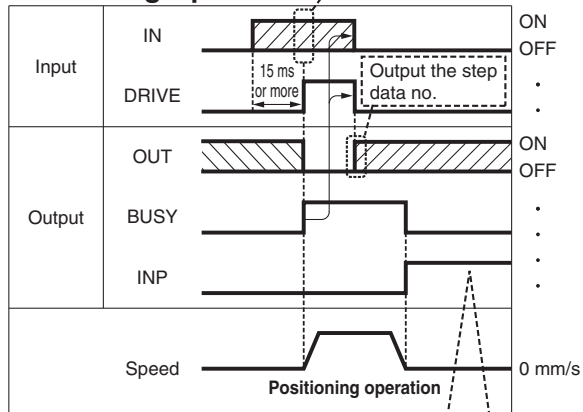 IN
ON
OFF
Input
15 ms
or more
Output the step
data no.
DRIVE
OUT
ON
OFF
Output
BUSY
INP
Speed
0 mm/s
Positioning operation